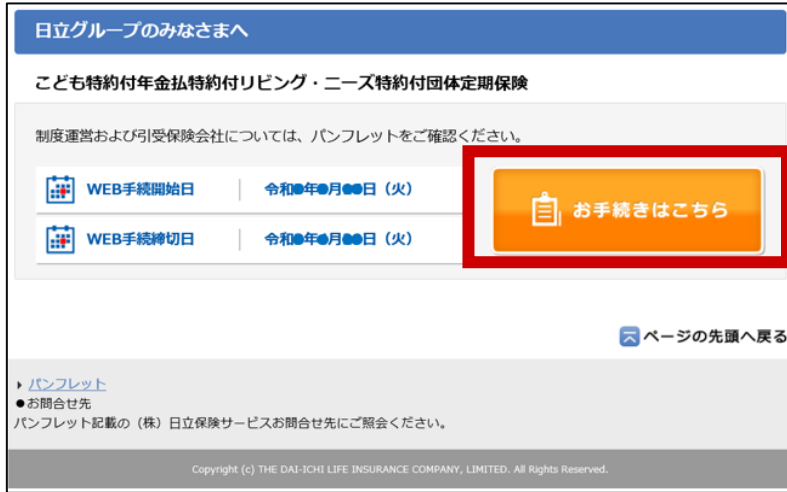 日立グループのみなさまへ
こども特約付年金払特約付リビング・ニーズ特約付団体定期保険
制度運営および引受保険会社については、パンフレットをご確認ください。
WEB手続開始日 令和●年●月●●日（火）
お手続きはこちら
WEB手続締切日 令和●年●月●●日（火）
ページの先頭へ戻る
パンフレット
●お問合せ先
パンフレット記載の（株）日立保険サービスお問合せ先にご照会ください。
Copyright (c) THE DAI-ICHI LIFE INSURANCE COMPANY, LIMITED. All Rights Reserved.